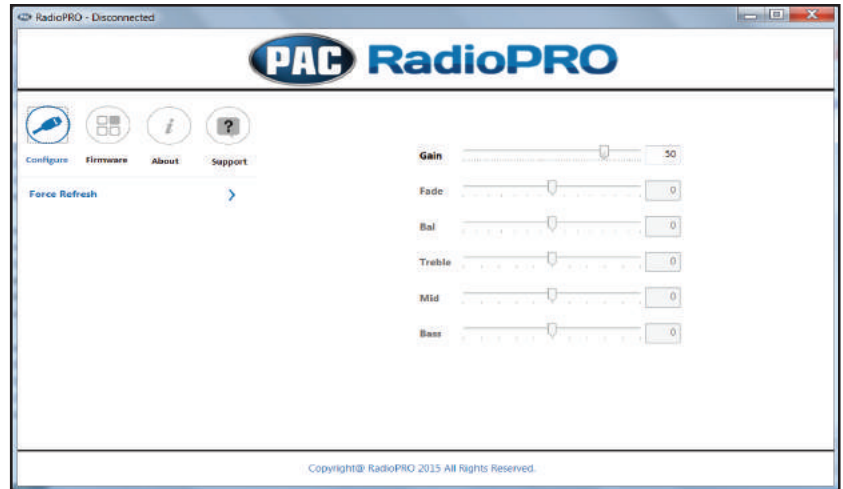 RadioPRO - Disconnected
PAC RadioPRO
Configure Firmware About Support
Force Refresh
Gain 50
Fade 0
Bal 0
Treble 0
Mid 0
Bass 0
Copyright@ RadioPRO 2015 All Rights Reserved.